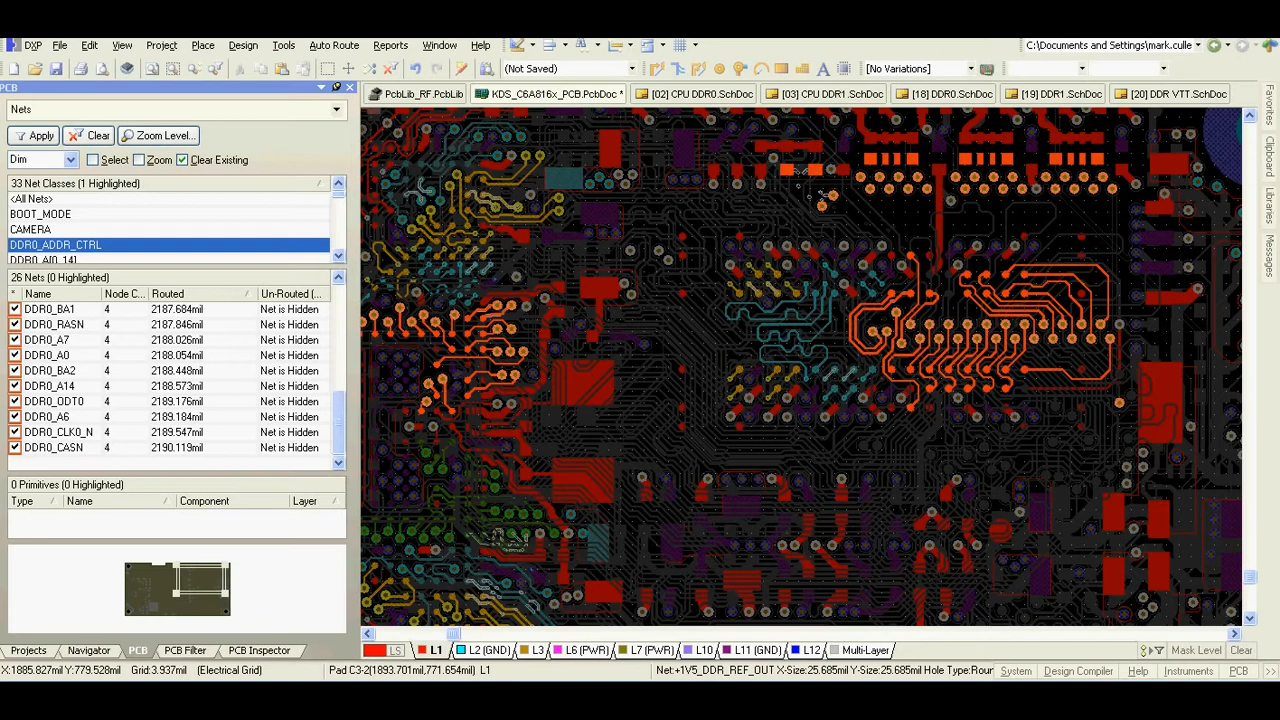 DXP File Edit View Project Place Design Tools Auto Route Reports Window Help C:\Documents and Settings\mark.culle
(Not Saved) [No Variations]
PCB
PcbLib_RF.PcbLib KDS_C6A816x_PCB.PcbDoc * [02] CPU DDR0.SchDoc [03] CPU DDR1.SchDoc [18] DDR0.SchDoc [19] DDR1.SchDoc [20] DDR VTT.SchDoc
Nets
Apply Clear Zoom Level...
Dim Select Zoom Clear Existing
33 Net Classes (1 Highlighted)
<All Nets>
BOOT_MODE
CAMERA
DDR0_ADDR_CTRL
DDR0_A[0_14]
26 Nets (0 Highlighted)
* Name Node C... Routed Un-Routed (...
DDR0_BA1 4 2187.684mil Net is Hidden
DDR0_RASN 4 2187.846mil Net is Hidden
DDR0_A7 4 2188.026mil Net is Hidden
DDR0_A0 4 2188.054mil Net is Hidden
DDR0_BA2 4 2188.448mil Net is Hidden
DDR0_A14 4 2188.573mil Net is Hidden
DDR0_ODT0 4 2189.176mil Net is Hidden
DDR0_A6 4 2189.184mil Net is Hidden
DDR0_CLK0_N 4 2189.547mil Net is Hidden
DDR0_CASN 4 2190.119mil Net is Hidden
0 Primitives (0 Highlighted)
Type Name Component Layer
Favorites
Clipboard
Libraries
Messages
Projects Navigator PCB PCB Filter PCB Inspector
LS L1 L2 (GND) L3 L6 (PWR) L7 (PWR) L10 L11 (GND) L12 Multi-Layer Mask Level Clear
X:1885.827mil Y:779.528mil Grid:3.937mil (Electrical Grid) Pad C3-2(1893.701mil,771.654mil) L1 Net:+1V5_DDR_REF_OUT X-Size:25.685mil Y-Size:25.685mil Hole Type:Roun System Design Compiler Help Instruments PCB >>